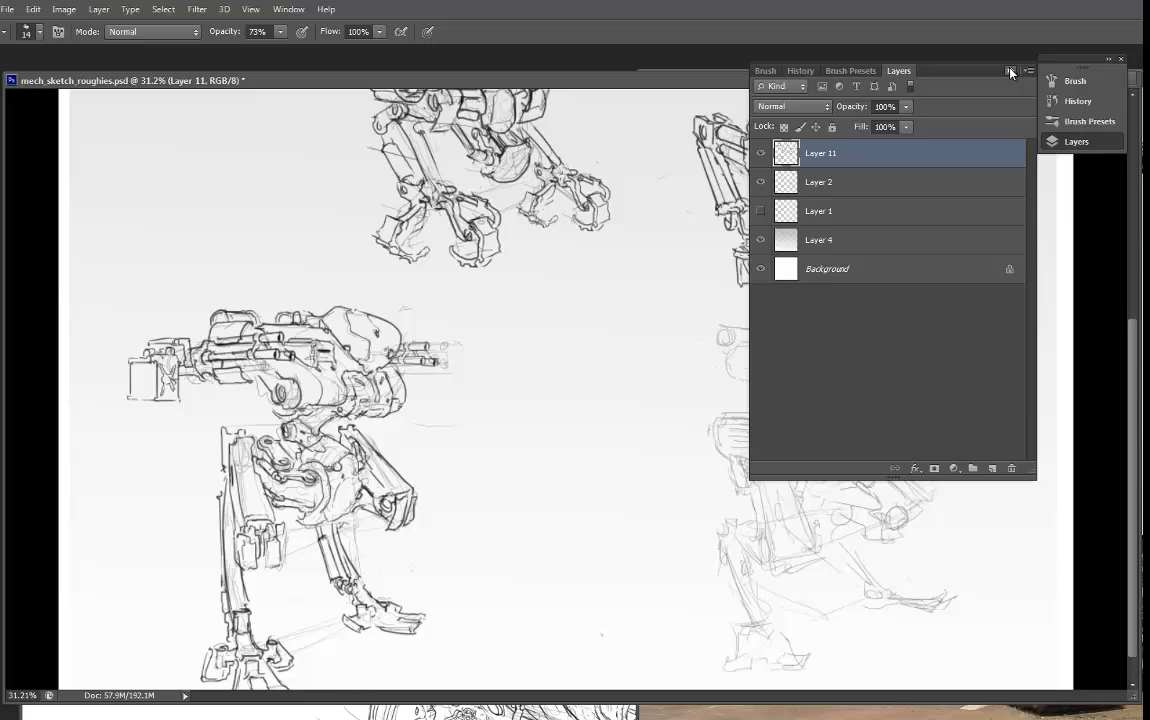 File Edit Image Layer Type Select Filter 3D View Window Help
14 Mode: Normal Opacity: 73% Flow: 100%
mech_sketch_roughies.psd @ 31.2% (Layer 11, RGB/8) *
Brush History Brush Presets Layers
Kind
Normal Opacity: 100%
Lock: Fill: 100%
Layer 11
Layer 2
Layer 1
Layer 4
Background
Brush
History
Brush Presets
Layers
31.21% Doc: 57.9M/192.1M